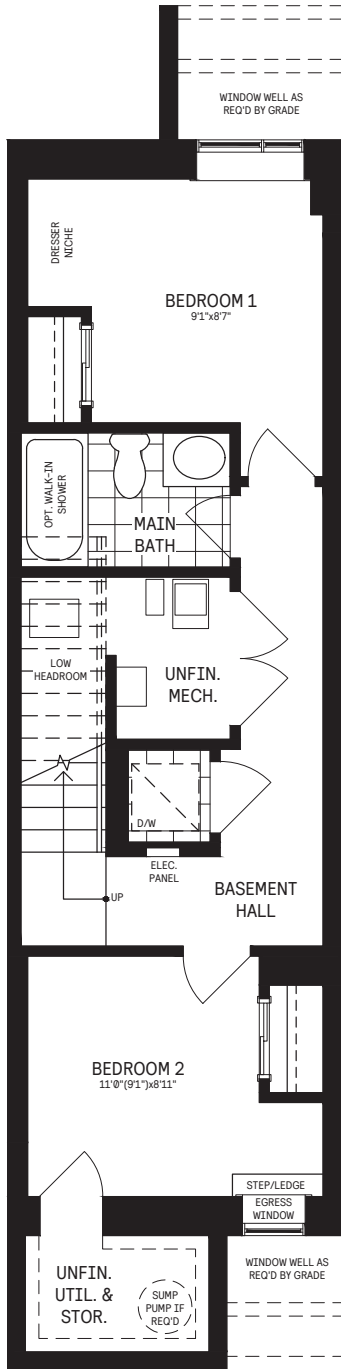 WINDOW WELL AS
REQ'D BY GRADE
DRESSER
NICHE
BEDROOM 1
9'1"x8'7"
OPT. WALK-IN
SHOWER
MAIN
BATH
LOW
HEADROOM
UNFIN.
MECH.
D/W
ELEC.
PANEL
UP
BASEMENT
HALL
BEDROOM 2
11'0"(9'1")x8'11"
STEP/LEDGE
EGRESS
WINDOW
UNFIN.
UTIL. &
STOR.
SUMP
PUMP IF
REQ'D
WINDOW WELL AS
REQ'D BY GRADE